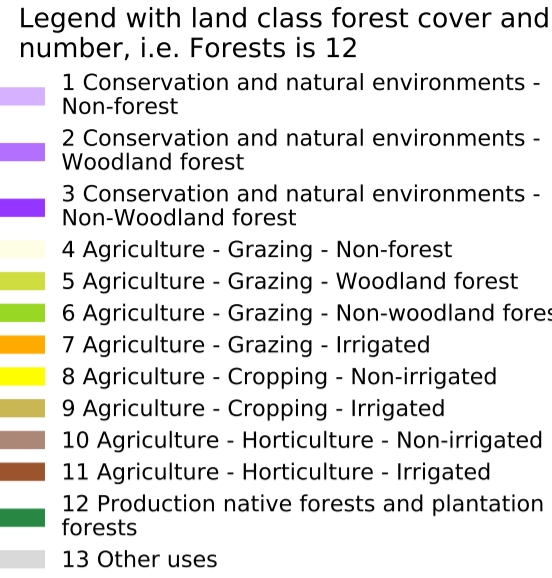 Legend with land class forest cover and
number, i.e. Forests is 12
1 Conservation and natural environments -
Non-forest
2 Conservation and natural environments -
Woodland forest
3 Conservation and natural environments -
Non-Woodland forest
4 Agriculture - Grazing - Non-forest
5 Agriculture - Grazing - Woodland forest
6 Agriculture - Grazing - Non-woodland fores
7 Agriculture - Grazing - Irrigated
8 Agriculture - Cropping - Non-irrigated
9 Agriculture - Cropping - Irrigated
10 Agriculture - Horticulture - Non-irrigated
11 Agriculture - Horticulture - Irrigated
12 Production native forests and plantation
forests
13 Other uses